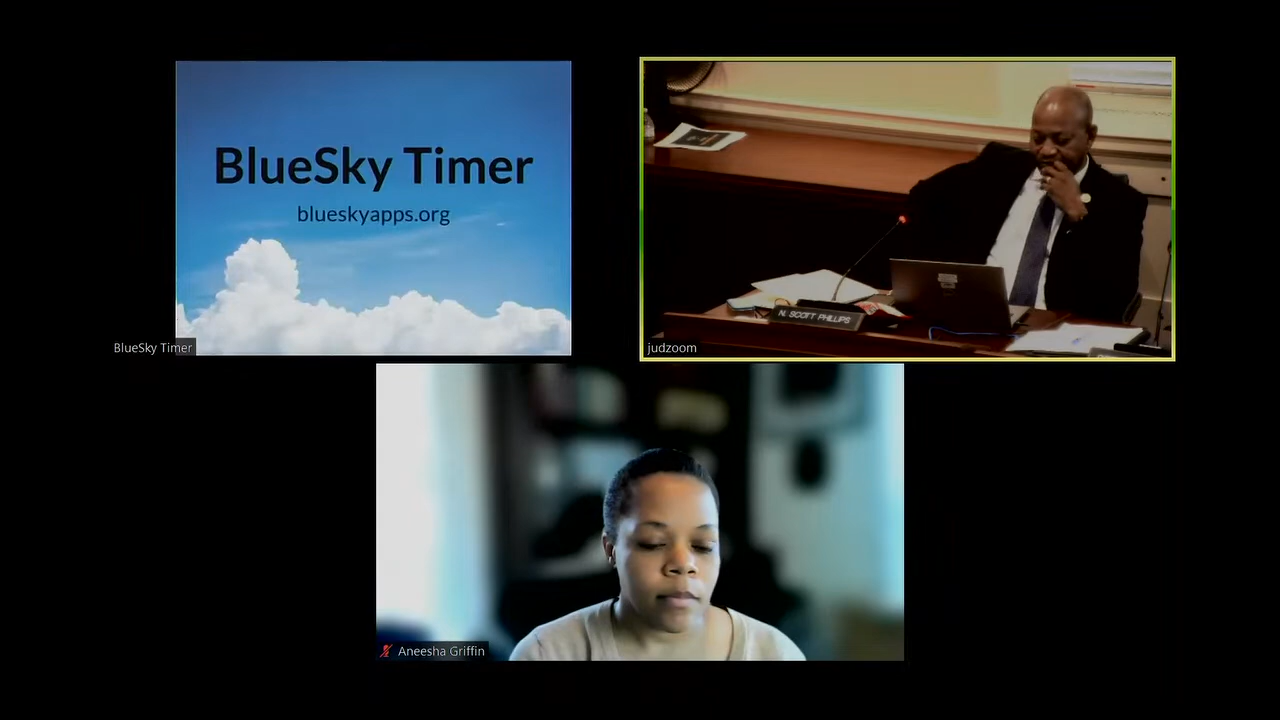 BlueSky Timer
blueskyapps.org
BlueSky Timer
N. SCOTT PHILLIPS
judzoom
Aneesha Griffin